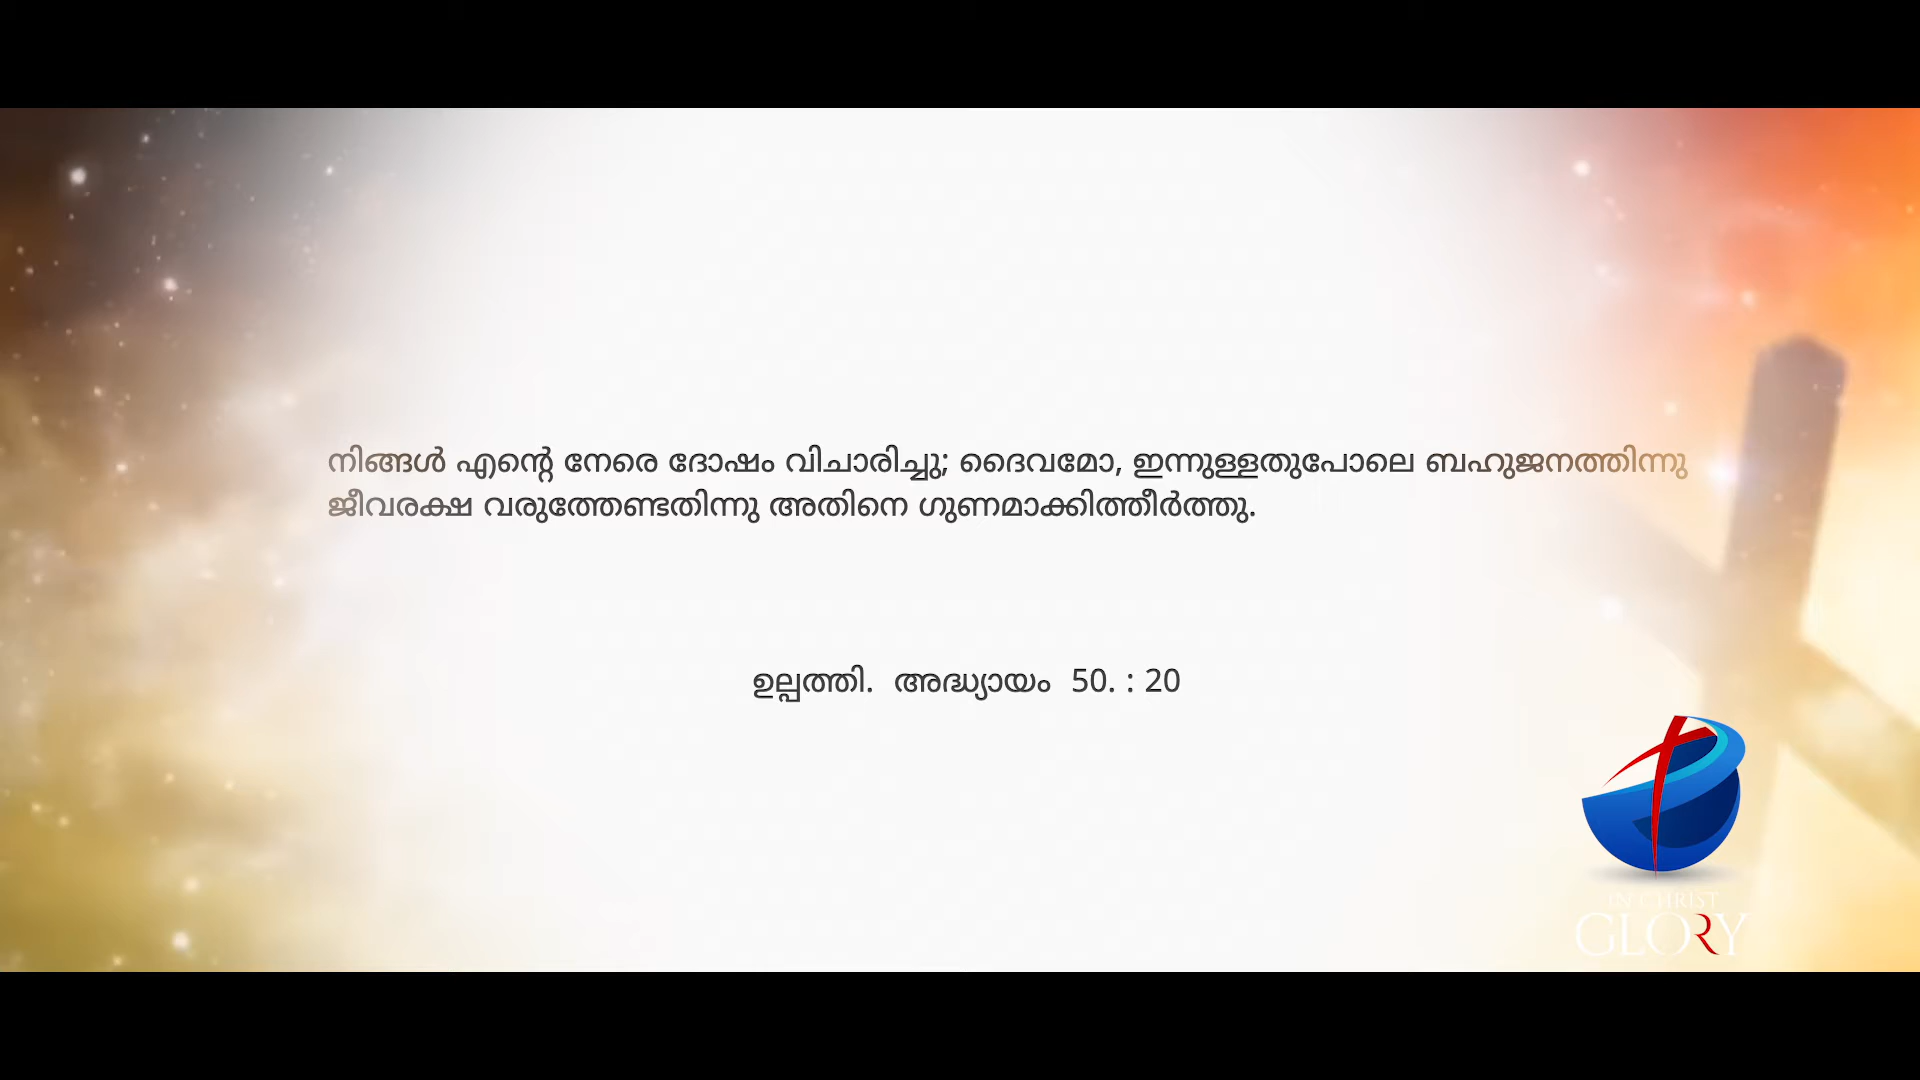 നിങ്ങൾ എന്റെ നേരെ ദോഷം വിചാരിച്ചു; ദൈവമോ, ഇന്നുള്ളതുപോലെ ബഹുജനത്തിന്നു
ജീവരക്ഷ വരുത്തേണ്ടതിന്നു അതിനെ ഗുണമാക്കിത്തീർത്തു.
ഉല്പത്തി. അദ്ധ്യായം 50. : 20
IN CHRIST
GLORY